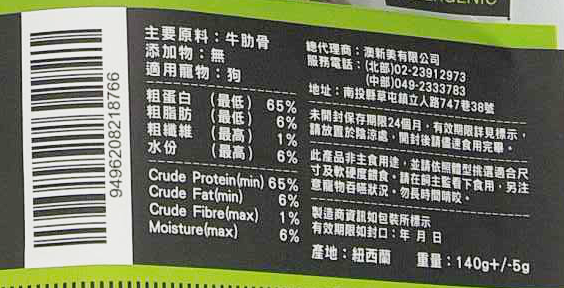 主要原料：牛肋骨
添加物：無
適用寵物：狗
粗蛋白 (最低) 65%
粗脂肪 (最低) 6%
粗纖維 (最高) 1%
水份 (最高) 6%
Crude Protein(min) 65%
Crude Fat(min) 6%
Crude Fibre(max) 1%
Moisture(max) 6%
9496208218766
總代理商：澳新美有限公司
服務電話：(北部)02-23912973
(中部)049-2333783
地址：南投縣草屯鎮立人路747巷38號
未開封保存期限24個月，有效期限詳見標示，
請放置於陰涼處，開封後請儘速食用完畢。
此產品非主食用途，並請依照體型挑選適合尺
寸及軟硬度餵食。請在飼主監看下食用，另注
意寵物吞嚥狀況。勿長時間啃咬。
製造商資訊如包裝所標示
有效期限如封口：年 月 日
產地：紐西蘭 重量：140g+/-5g